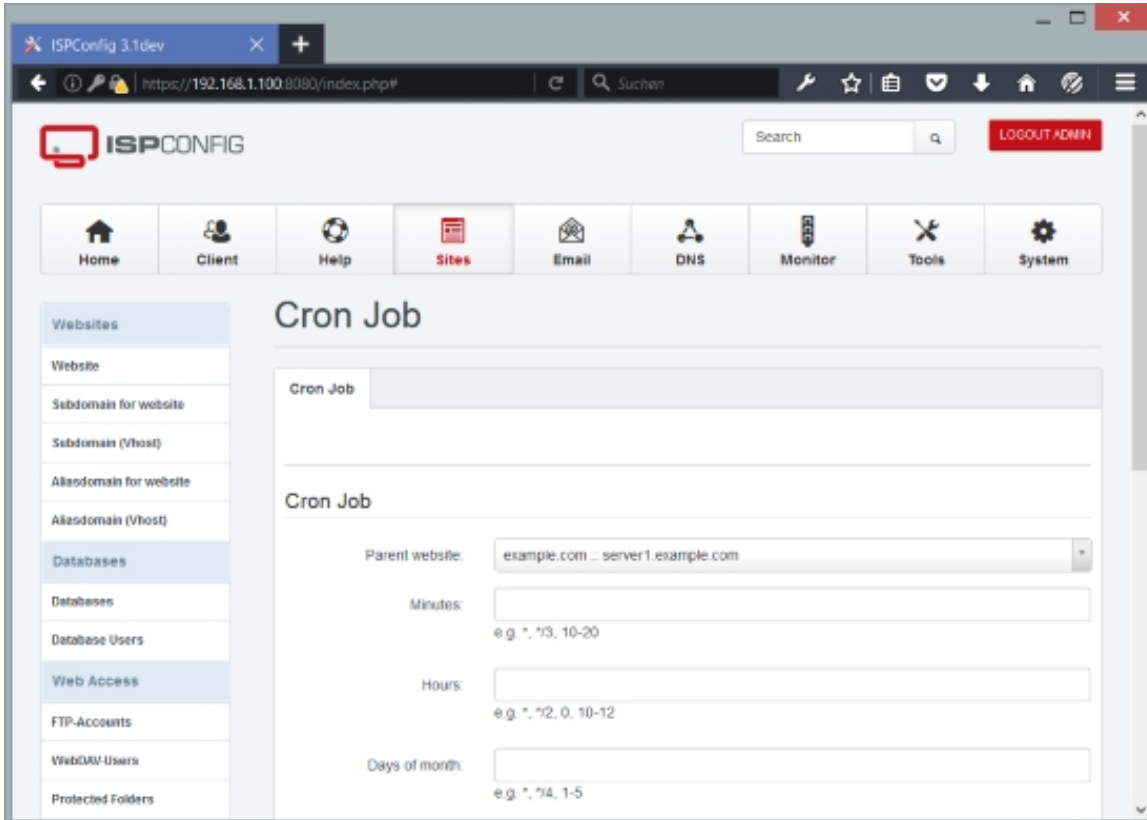 ISPConfig 3.1dev
https://192.168.1.100:8080/index.php#
Suchen
ISPCONFIG
Search
LOGOUT ADMIN
Home
Client
Help
Sites
Email
DNS
Monitor
Tools
System
Websites
Website
Subdomain for website
Subdomain (Vhost)
Aliasdomain for website
Aliasdomain (Vhost)
Databases
Databases
Database Users
Web Access
FTP-Accounts
WebDAV-Users
Protected Folders
Cron Job
Cron Job
Cron Job
Parent website:
example.com :: server1.example.com
Minutes:
e.g. *, */3, 10-20
Hours:
e.g. *, */2, 0, 10-12
Days of month:
e.g. *, */4, 1-5